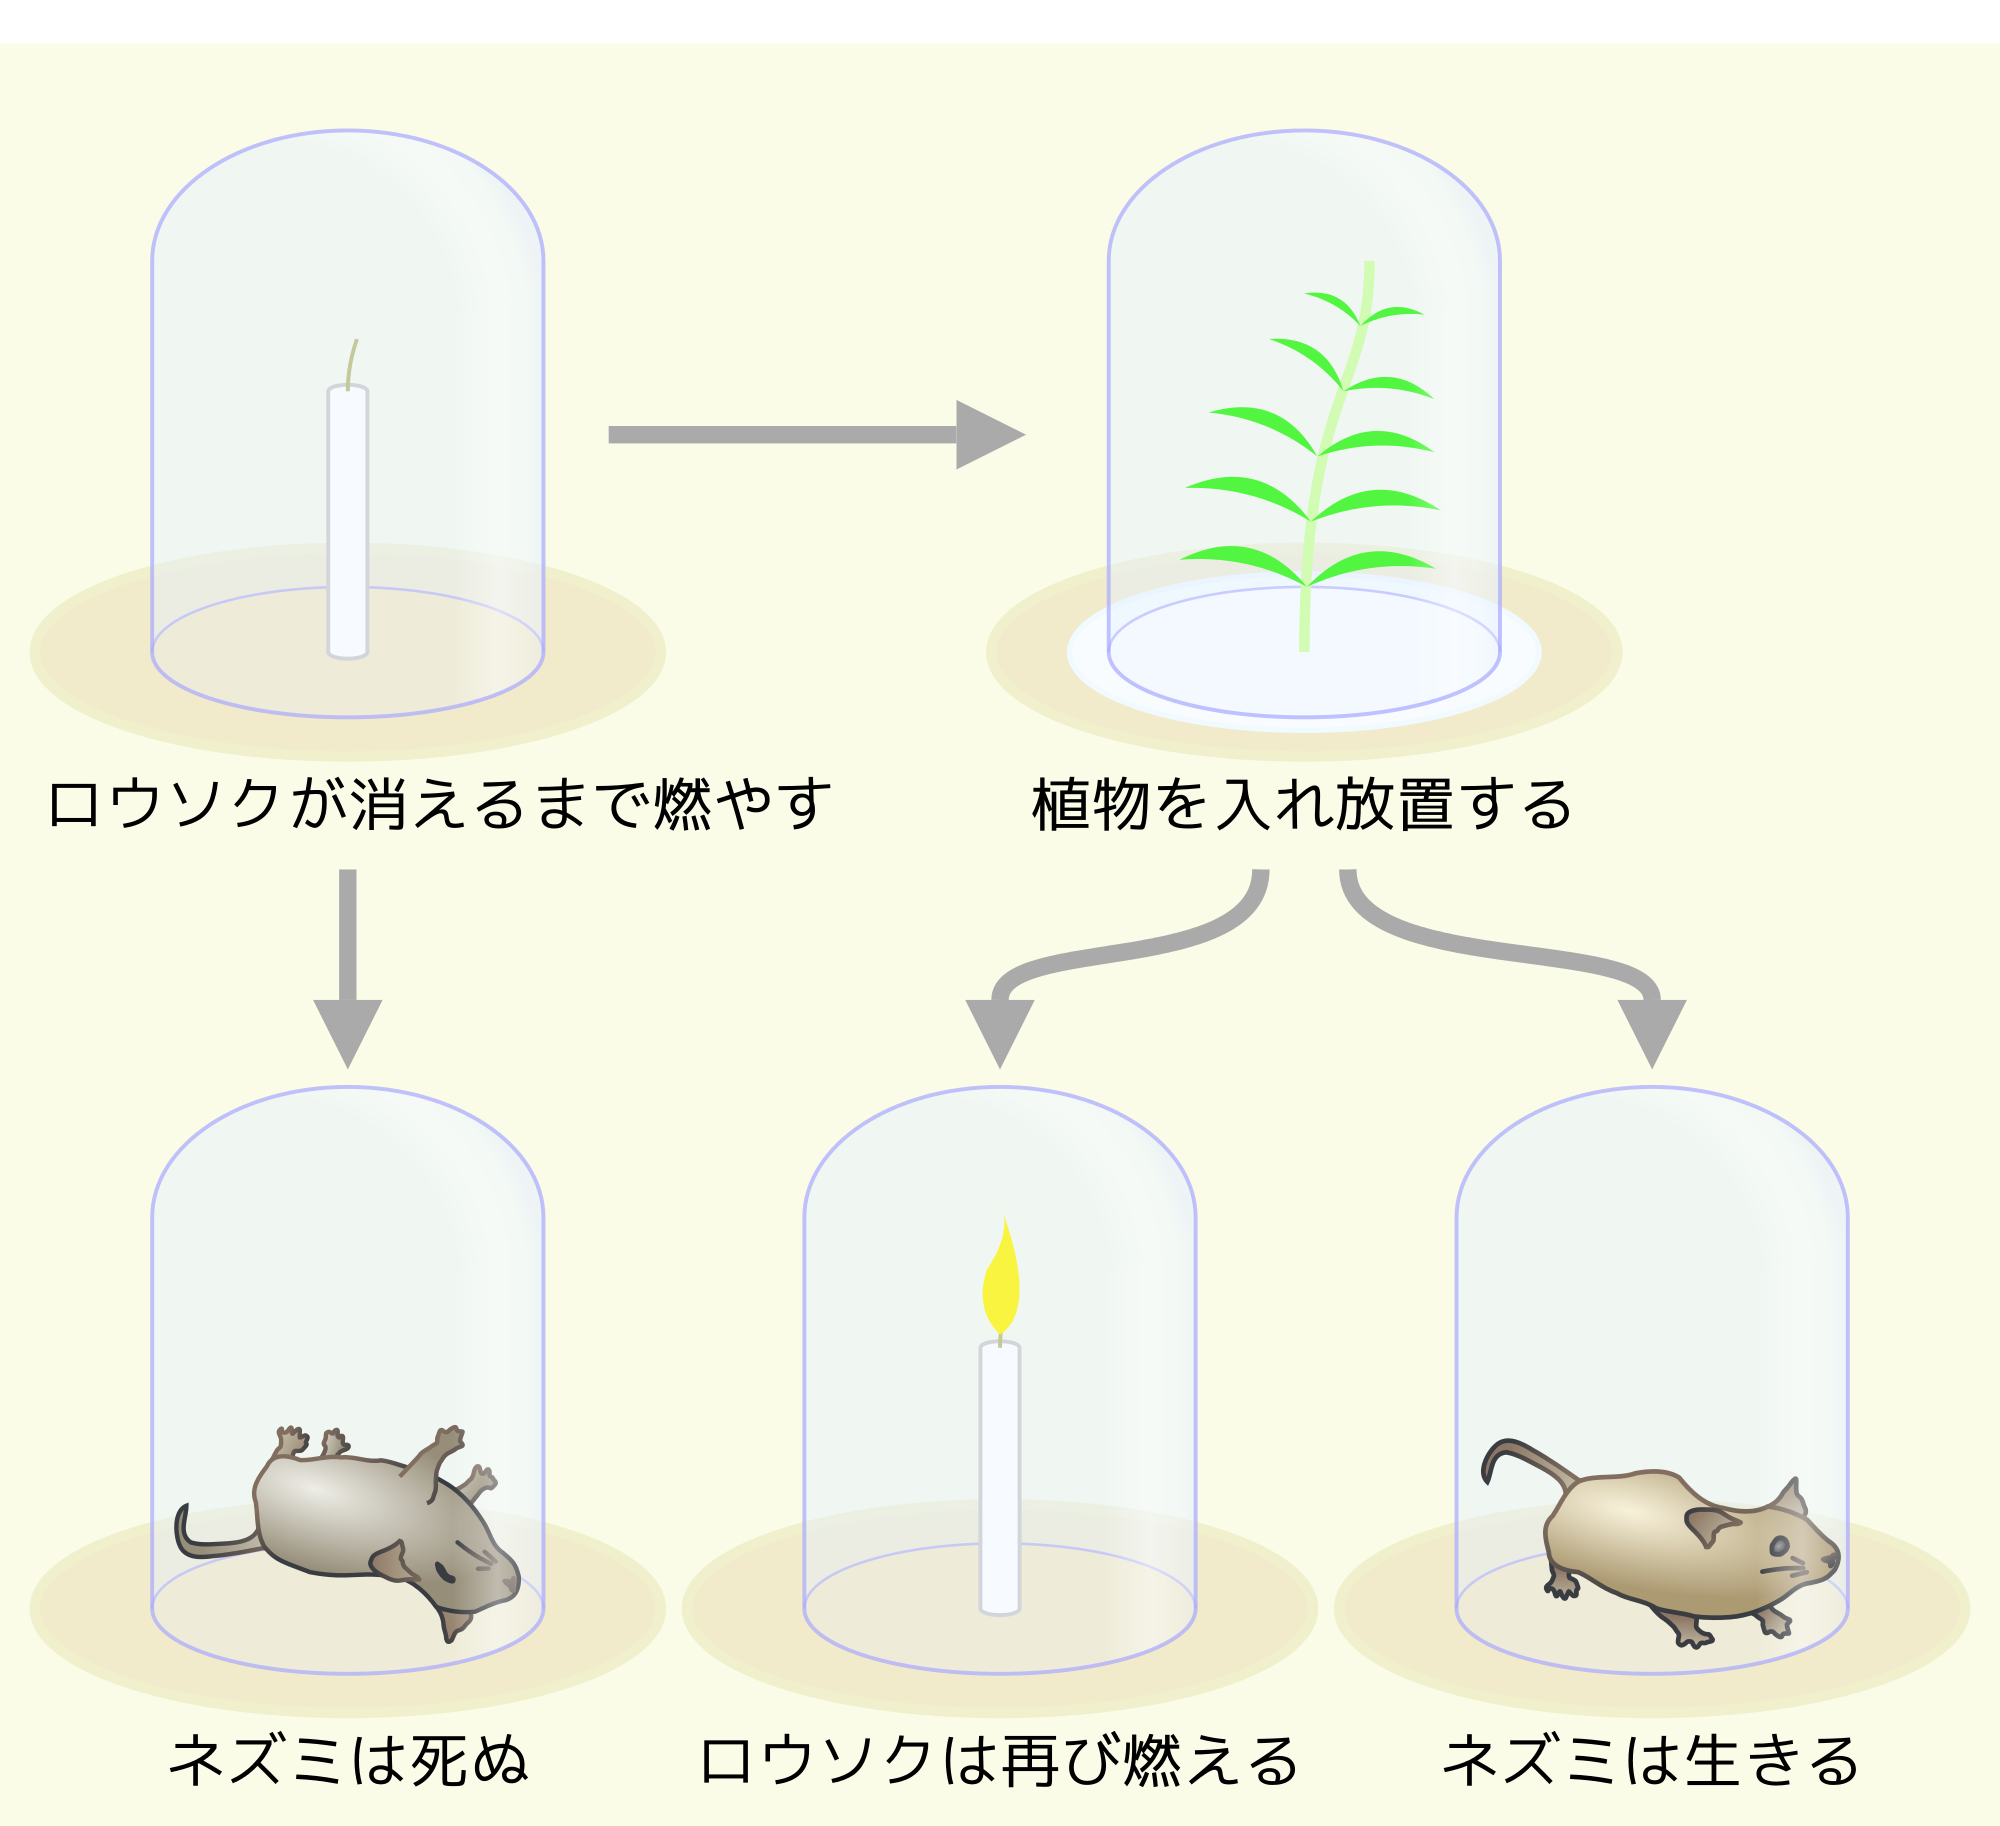 ロウソクが消えるまで燃やす
植物を入れ放置する
ネズミは死ぬ
ロウソクは再び燃える
ネズミは生きる